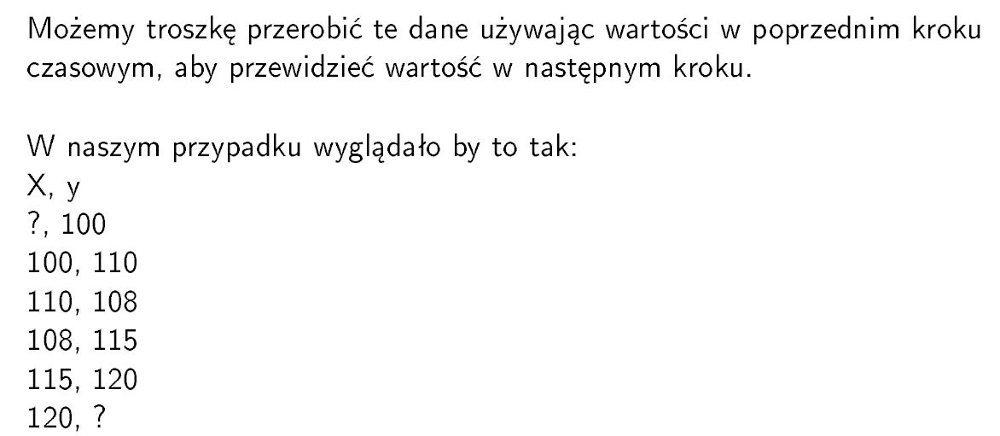 Możemy troszkę przerobić te dane używając wartości w poprzednim kroku
czasowym, aby przewidzieć wartość w następnym kroku.
W naszym przypadku wyglądało by to tak:
X, y
?, 100
100, 110
110, 108
108, 115
115, 120
120, ?